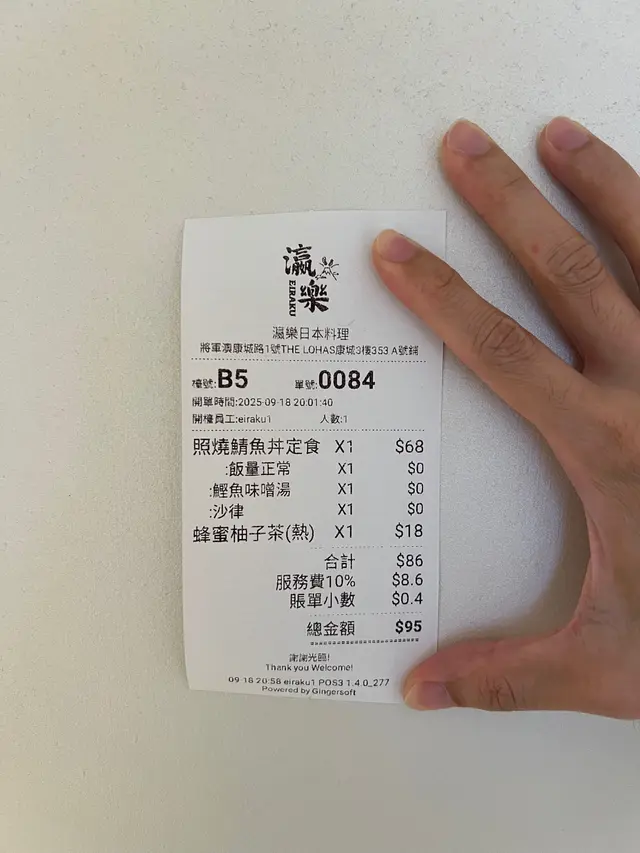 瀛樂
EIRAKU
瀛樂日本料理
將軍澳康城路1號THE LOHAS康城3樓353 A號鋪
檯號:B5 單號:0084
開單時間:2025-09-18 20:01:40
開檯員工:eiraku1 人數:1
照燒鯖魚丼定食 X1 $68
:飯量正常 X1 $0
:鰹魚味噌湯 X1 $0
:沙律 X1 $0
蜂蜜柚子茶(熱) X1 $18
合計 $86
服務費10% $8.6
賬單小數 $0.4
總金額 $95
謝謝光臨!
Thank you Welcome!
09-18 20:58 eiraku1 POS3 1.4.0_277
Powered by Gingersoft